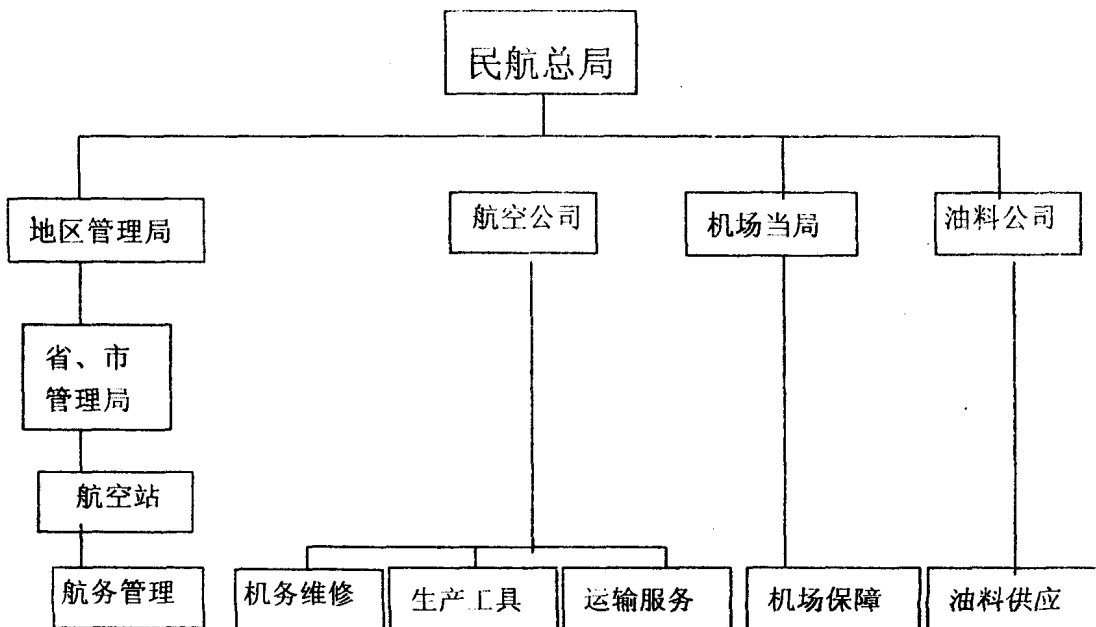 民航总局
地区管理局
航空公司
机场当局
油料公司
省、市
管理局
航空站
航务管理
机务维修
生产工具
运输服务
机场保障
油料供应